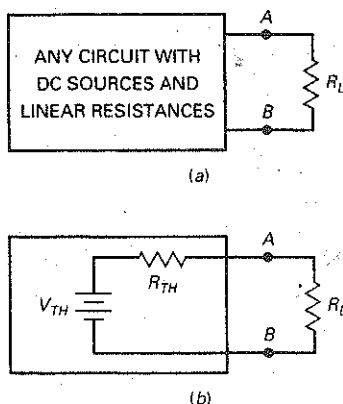 ANY CIRCUIT WITH
DC SOURCES AND
LINEAR RESISTANCES
A
B
R_L
(a)
V_TH
R_TH
A
B
R_L
(b)